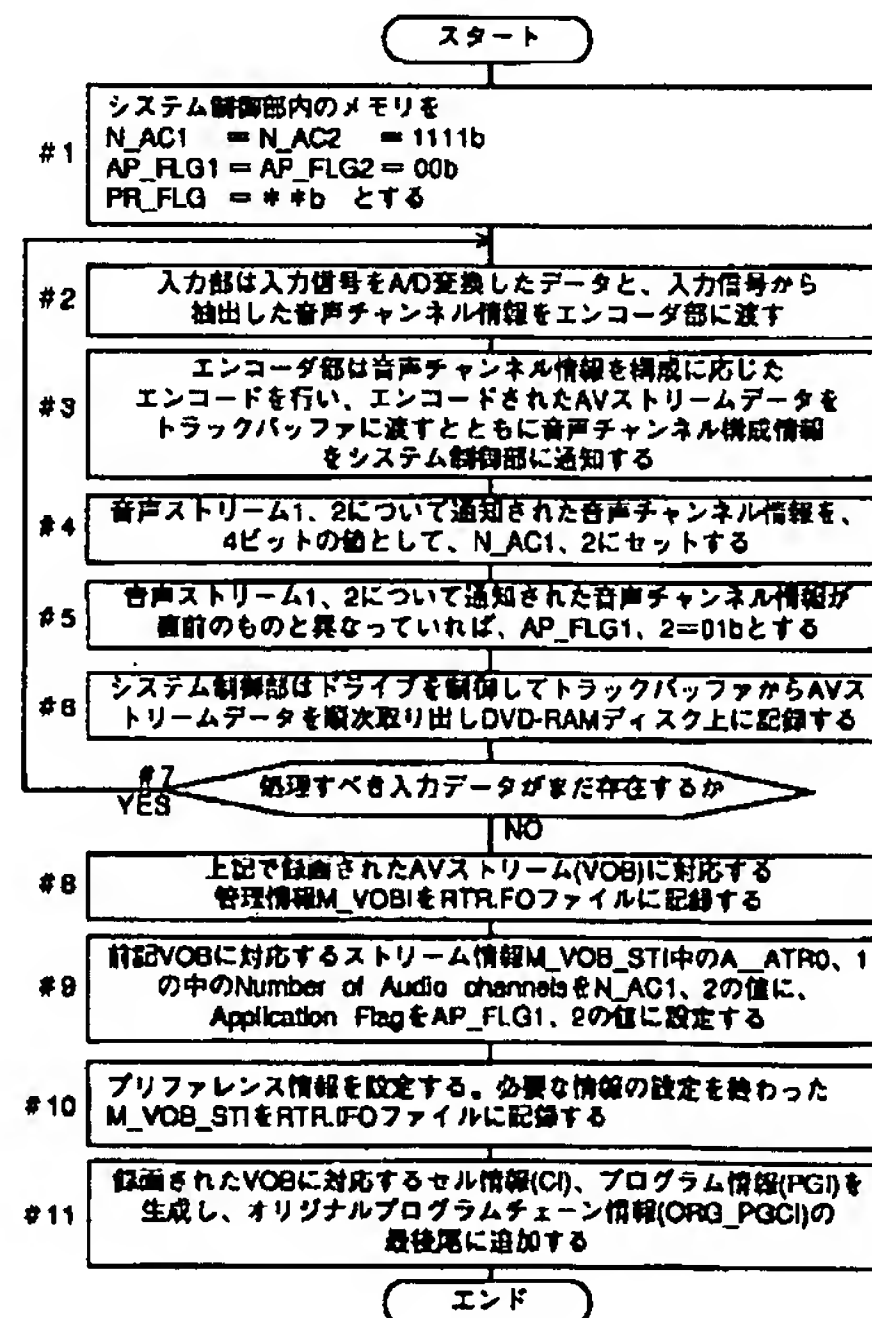 スタート
システム制御部内のメモリを
#1
N_AC1 = N_AC2 = 1111b
AP_FLG1 = AP_FLG2 = 00b
PR_FLG = **b とする
#2
入力部は入力信号をA/D変換したデータと、入力信号から
抽出した音声チャンネル情報をエンコーダ部に渡す
エンコーダ部は音声チャンネル情報を構成に応じた
#3
エンコードを行い、エンコードされたAVストリームデータを
トラックバッファに渡すとともに音声チャンネル構成情報
をシステム制御部に通知する
#4
音声ストリーム1、2について通知された音声チャンネル情報を、
4ビットの値として、N_AC1、2にセットする
#5
音声ストリーム1、2について通知された音声チャンネル情報が
直前のものと異なっていれば、AP_FLG1、2=01bとする
#6
システム制御部はドライブを制御してトラックバッファからAVス
トリームデータを順次取り出しDVD-RAMディスク上に記録する
#7
処理すべき入力データがまだ存在するか
YES
NO
#8
上記で録画されたAVストリーム(VOB)に対応する
管理情報M_VOBIをRTR.IFOファイルに記録する
#9
前記VOBに対応するストリーム情報M_VOB_STI中のA_ATR0、1
の中のNumber of Audio channelsをN_AC1、2の値に、
Application FlagをAP_FLG1、2の値に設定する
#10
プリファレンス情報を設定する。必要な情報の設定を終わった
M_VOB_STIをRTR.IFOファイルに記録する
#11
録画されたVOBに対応するセル情報(CI)、プログラム情報(PGI)を
生成し、オリジナルプログラムチェーン情報(ORG_PGCI)の
最後尾に追加する
エンド